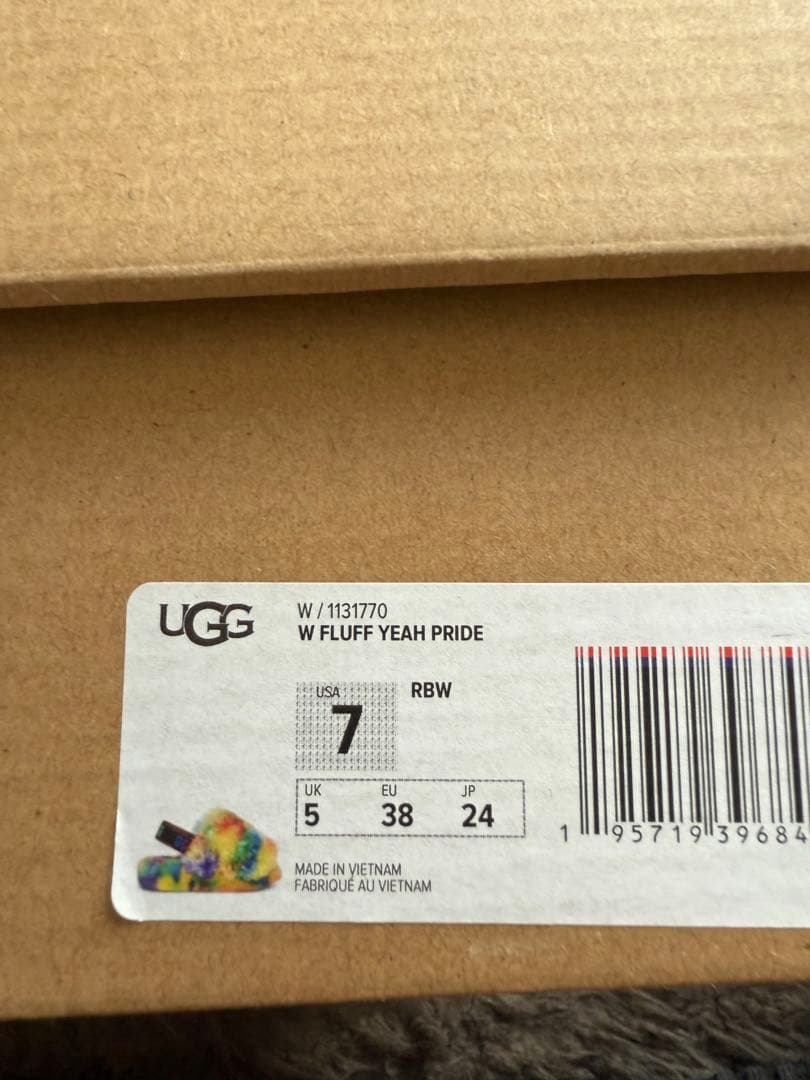 UGG
W / 1131770
W FLUFF YEAH PRIDE
USA
7
RBW
UK EU JP
5 38 24
MADE IN VIETNAM
FABRIQUÉ AU VIETNAM
1 95719 39684